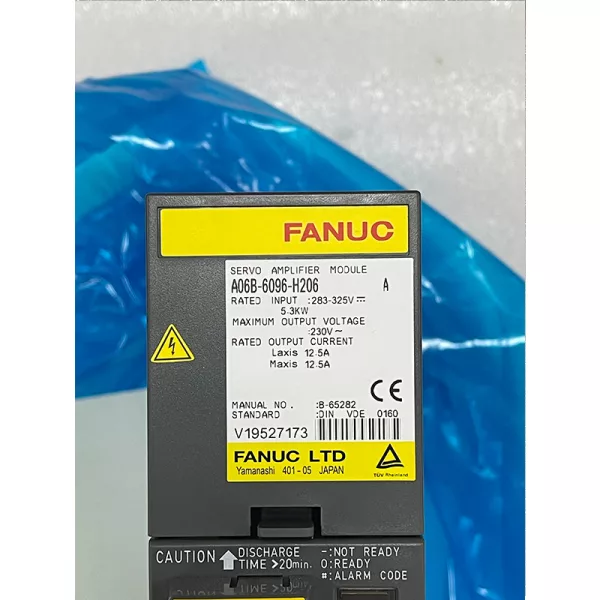 FANUC
SERVO AMPLIFIER MODULE
A06B-6096-H206 A
RATED INPUT :283-325V⎓
5.3KW
MAXIMUM OUTPUT VOLTAGE
:230V～
RATED OUTPUT CURRENT
Laxis 12.5A
Maxis 12.5A
CE
MANUAL NO. :B-65282
STANDARD :DIN VDE 0160
V19527173
FANUC LTD
Yamanashi 401-05 JAPAN
TÜV Rheinland
CAUTION ↑ DISCHARGE TIME >20min.
-:NOT READY
0:READY
#:ALARM CODE